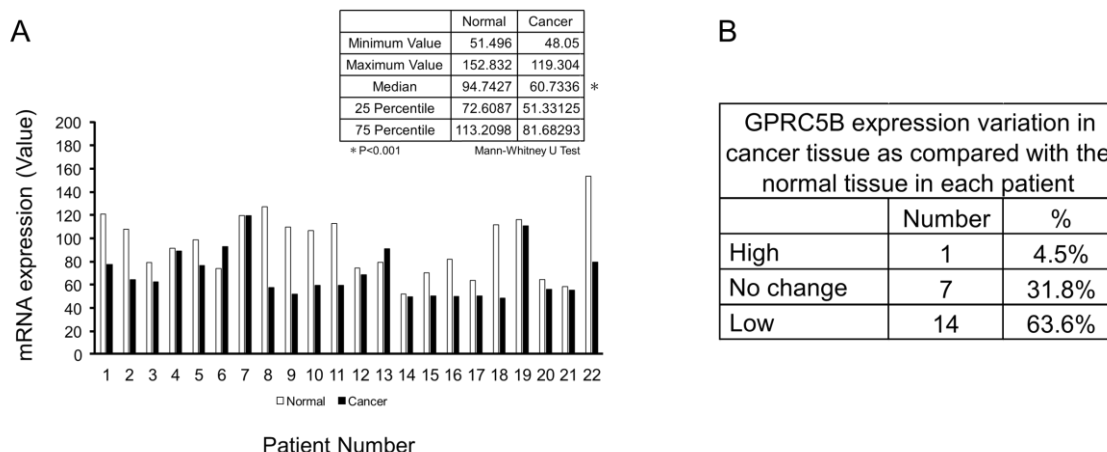 A
Normal Cancer
Minimum Value 51.496 48.05
Maximum Value 152.832 119.304
Median 94.7427 60.7336 *
25 Percentile 72.6087 51.33125
75 Percentile 113.2098 81.68293
* P<0.001 Mann-Whitney U Test
mRNA expression (Value)
200
180
160
140
120
100
80
60
40
20
0
1 2 3 4 5 6 7 8 9 10 11 12 13 14 15 16 17 18 19 20 21 22
Normal Cancer
Patient Number
B
GPRC5B expression variation in
cancer tissue as compared with the
normal tissue in each patient
Number %
High 1 4.5%
No change 7 31.8%
Low 14 63.6%